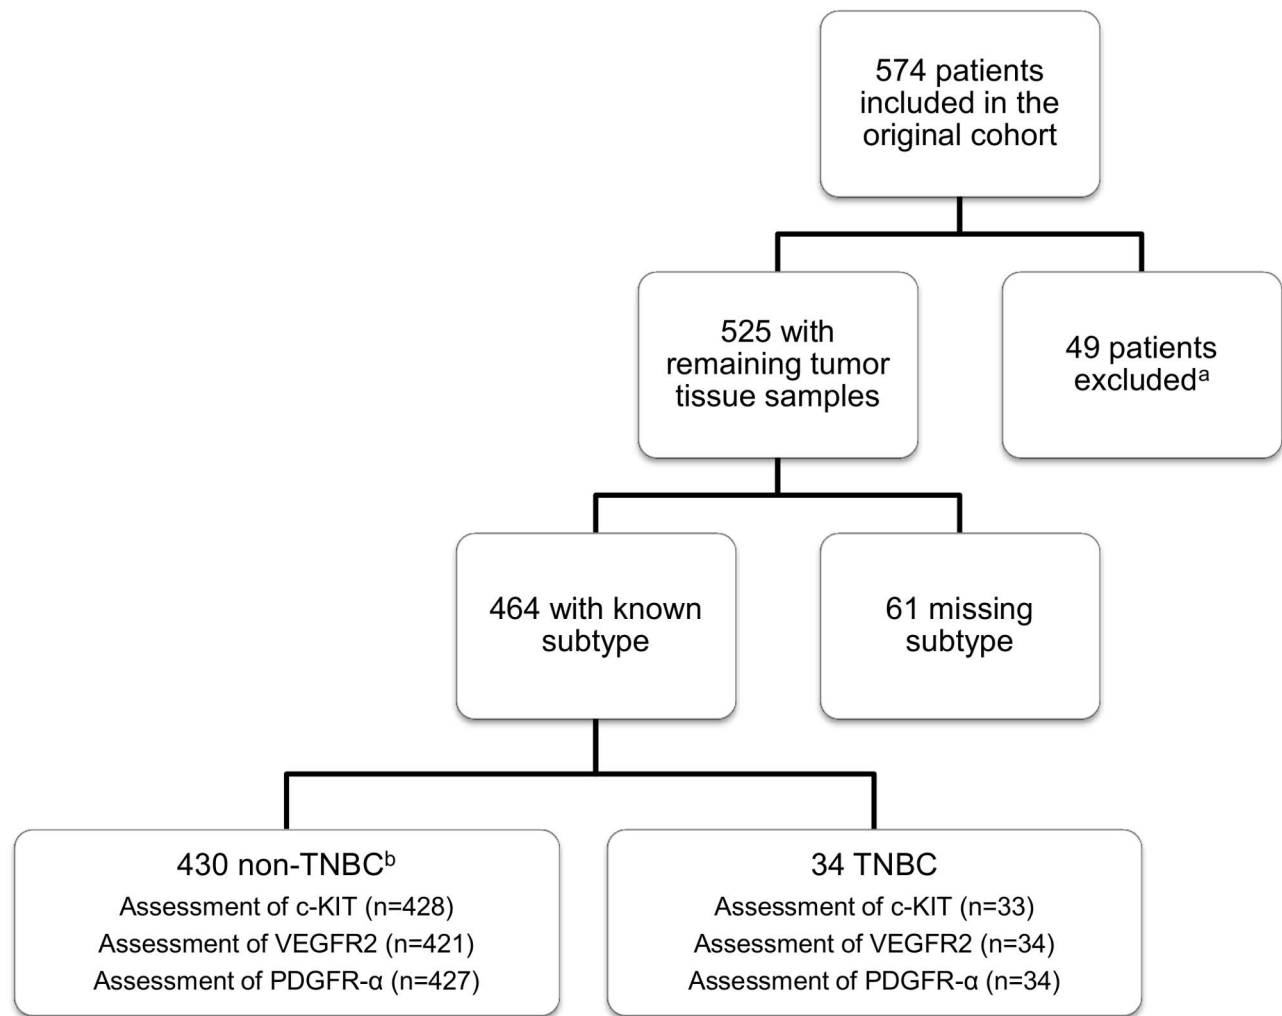 574 patients
included in the
original cohort
525 with
remaining tumor
tissue samples
49 patients
excludedᵃ
464 with known
subtype
61 missing
subtype
430 non-TNBCᵇ
Assessment of c-KIT (n=428)
Assessment of VEGFR2 (n=421)
Assessment of PDGFR-α (n=427)
34 TNBC
Assessment of c-KIT (n=33)
Assessment of VEGFR2 (n=34)
Assessment of PDGFR-α (n=34)